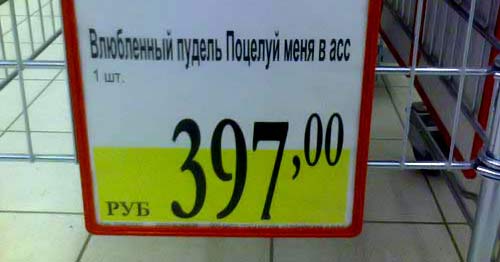 Влюбленный пудель Поцелуй меня в асс
1 шт.
РУБ 397,00